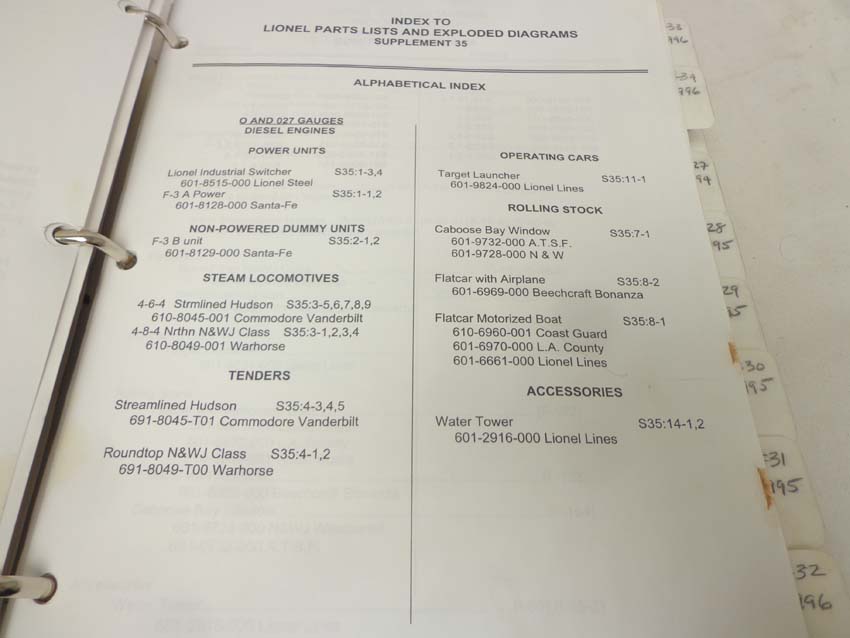 INDEX TO
LIONEL PARTS LISTS AND EXPLODED DIAGRAMS
SUPPLEMENT 35
ALPHABETICAL INDEX
O AND 027 GAUGES
DIESEL ENGINES
POWER UNITS
Lionel Industrial Switcher S35:1-3,4
601-8515-000 Lionel Steel
F-3 A Power S35:1-1,2
601-8128-000 Santa-Fe
NON-POWERED DUMMY UNITS
F-3 B unit S35:2-1,2
601-8129-000 Santa-Fe
STEAM LOCOMOTIVES
4-6-4 Strmlined Hudson S35:3-5,6,7,8,9
610-8045-001 Commodore Vanderbilt
4-8-4 Nrthn N&WJ Class S35:3-1,2,3,4
610-8049-001 Warhorse
TENDERS
Streamlined Hudson S35:4-3,4,5
691-8045-T01 Commodore Vanderbilt
Roundtop N&WJ Class S35:4-1,2
691-8049-T00 Warhorse
OPERATING CARS
Target Launcher S35:11-1
601-9824-000 Lionel Lines
ROLLING STOCK
Caboose Bay Window S35:7-1
601-9732-000 A.T.S.F.
601-9728-000 N & W
Flatcar with Airplane S35:8-2
601-6969-000 Beechcraft Bonanza
Flatcar Motorized Boat S35:8-1
610-6960-001 Coast Guard
601-6970-000 L.A. County
601-6661-000 Lionel Lines
ACCESSORIES
Water Tower S35:14-1,2
601-2916-000 Lionel Lines
-33
996
-34
996
27
94
28
95
29
95
-30
195
-31
195
-32
996